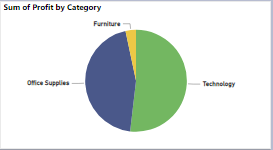 Sum of Profit by Category
Furniture
Office Supplies
Technology